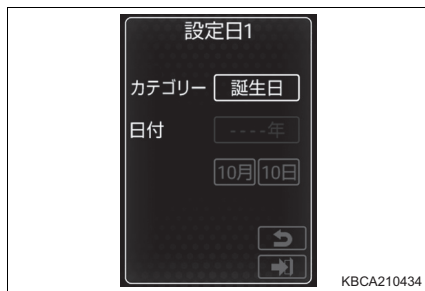 設定日1
カテゴリー 誕生日
日付 ----年
10月 10日
KBCA210434